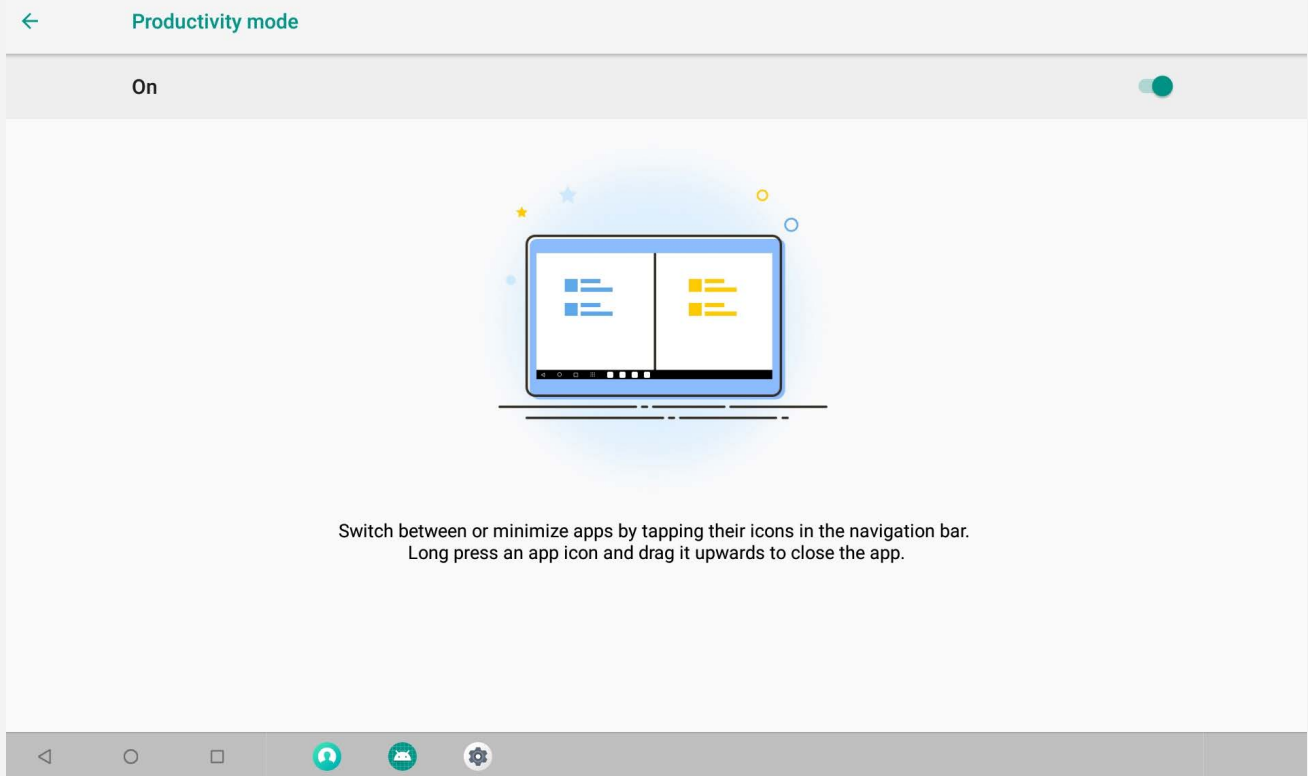 Productivity mode
On
Switch between or minimize apps by tapping their icons in the navigation bar.
Long press an app icon and drag it upwards to close the app.